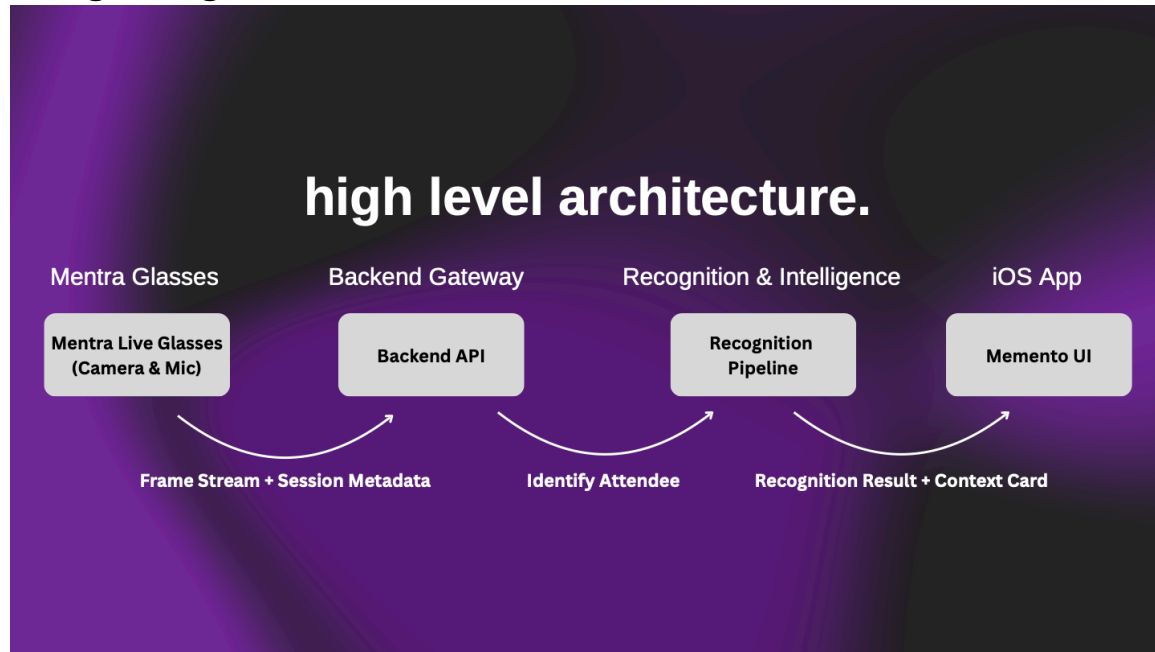 high level architecture.
Mentra Glasses
Backend Gateway
Recognition & Intelligence
iOS App
Mentra Live Glasses
(Camera & Mic)
Backend API
Recognition
Pipeline
Memento UI
Frame Stream + Session Metadata
Identify Attendee
Recognition Result + Context Card